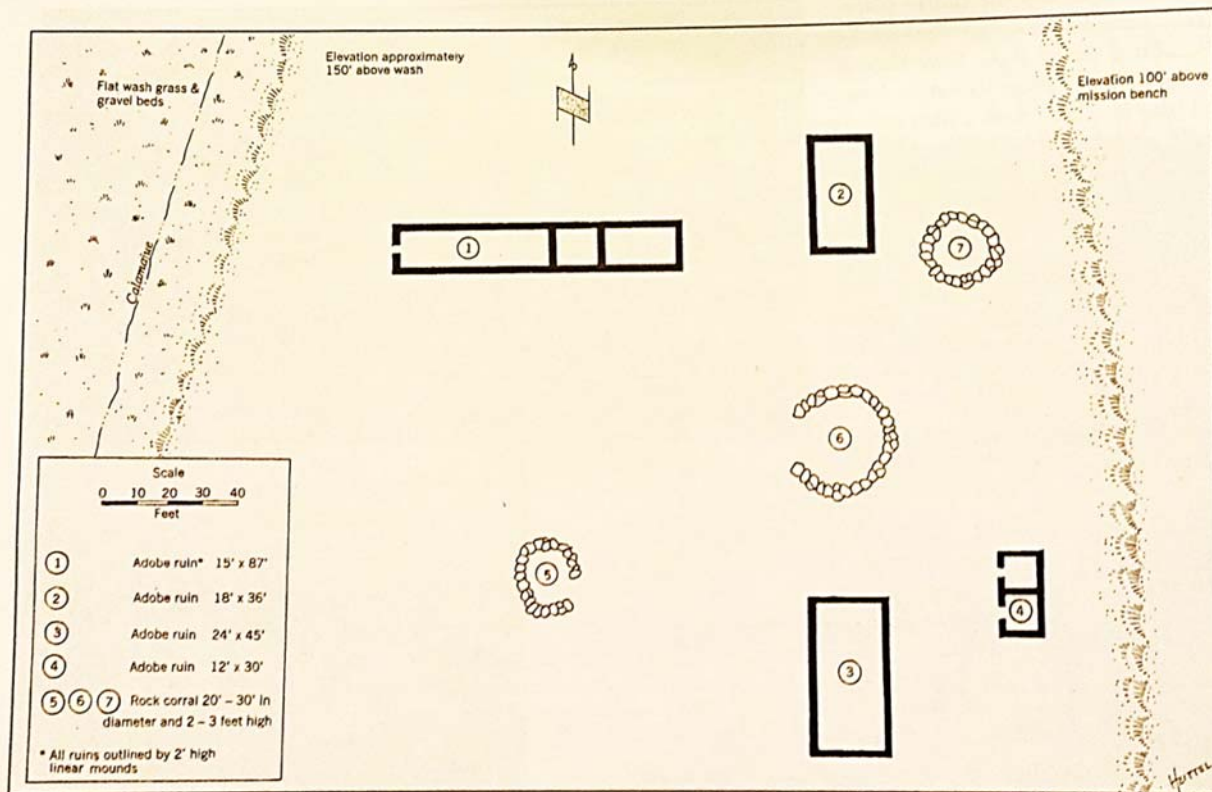 Elevation approximately
150' above wash
Elevation 100' above
mission bench
Flat wash grass &
gravel beds
Calamajue
1
2
7
6
5
4
3
Scale
0 10 20 30 40
Feet
1 Adobe ruin* 15' x 87'
2 Adobe ruin 18' x 36'
3 Adobe ruin 24' x 45'
4 Adobe ruin 12' x 30'
5 6 7 Rock corral 20' – 30' in
diameter and 2 – 3 feet high
* All ruins outlined by 2' high
linear mounds